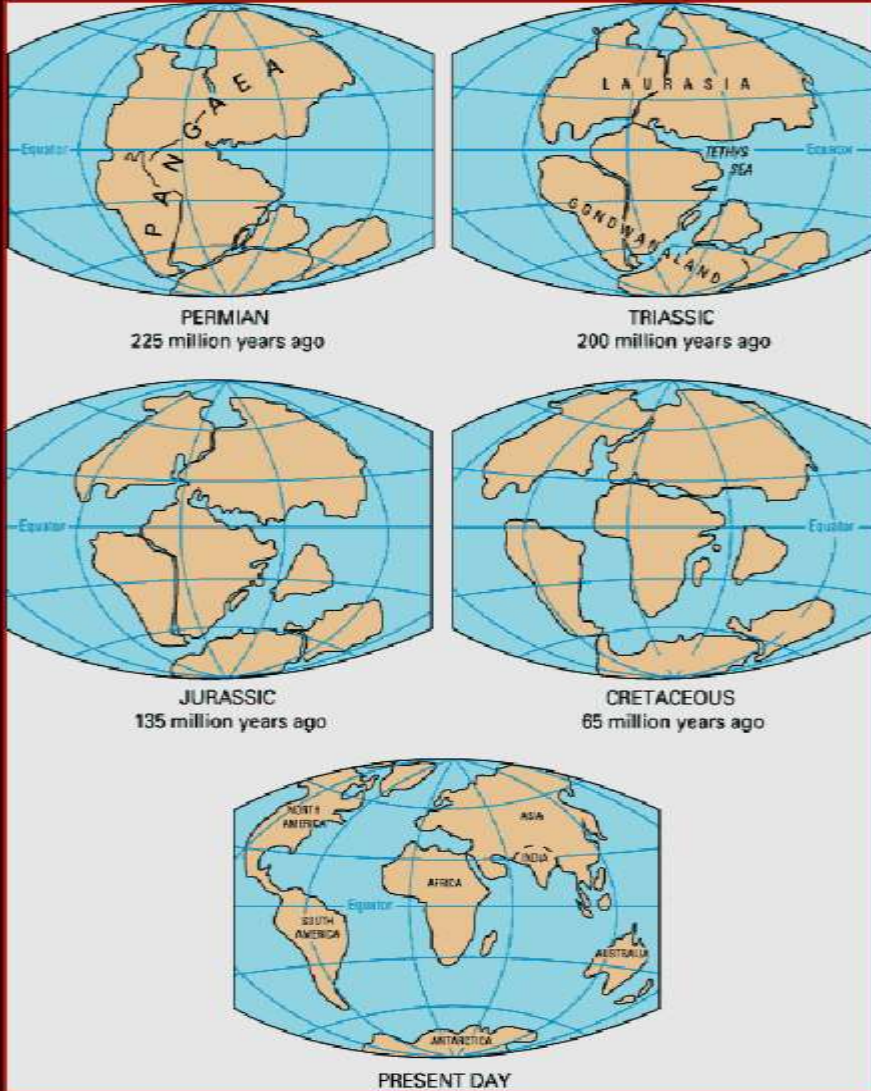 PANGAEA
Equator
PERMIAN
225 million years ago
LAURASIA
TETHYS
SEA
Equator
GONDWANALAND
TRIASSIC
200 million years ago
Equator
JURASSIC
135 million years ago
Equator
CRETACEOUS
65 million years ago
NORTH
AMERICA
ASIA
INDIA
AFRICA
Equator
SOUTH
AMERICA
AUSTRALIA
ANTARCTICA
PRESENT DAY